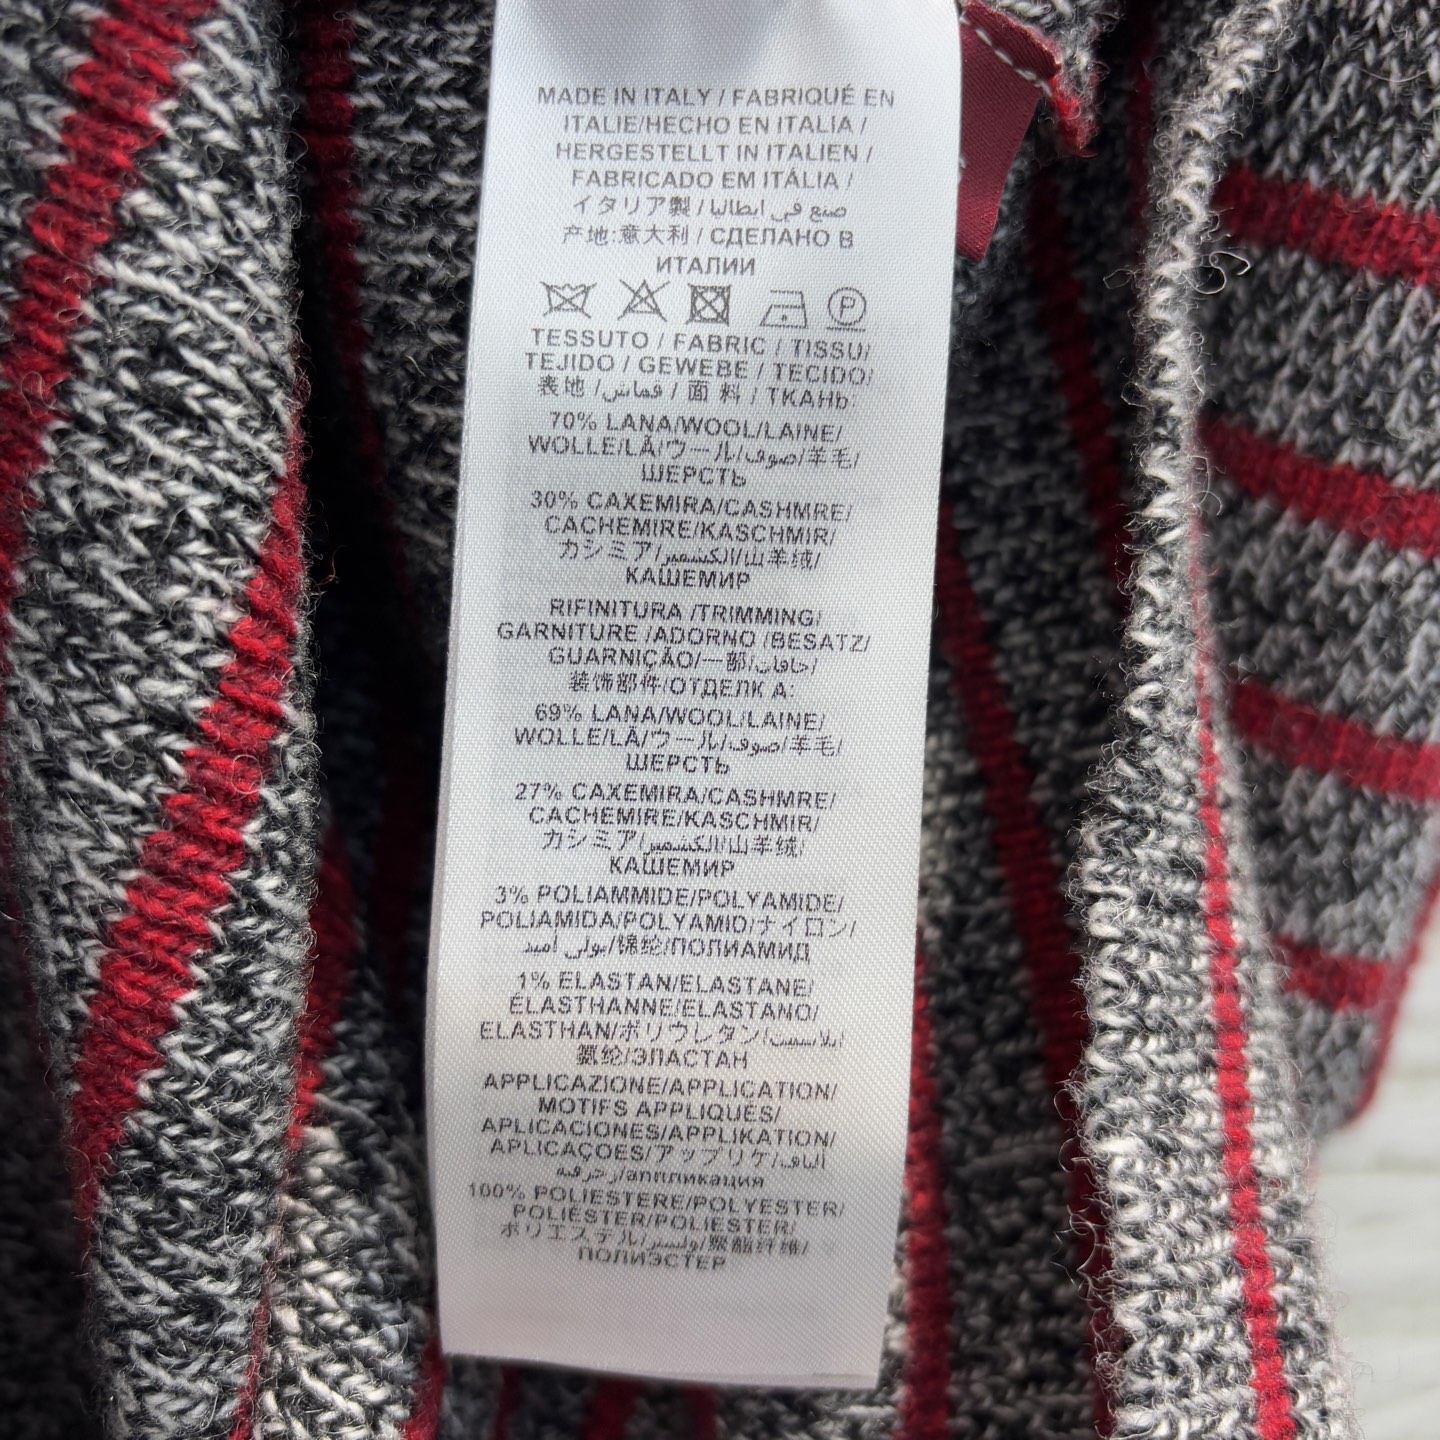 MADE IN ITALY / FABRIQUÉ EN
ITALIE/HECHO EN ITALIA /
HERGESTELLT IN ITALIEN /
FABRICADO EM ITÁLIA /
イタリア製 / صنع في ايطاليا
产地:意大利 / СДЕЛАНО В
ИТАЛИИ
P
TESSUTO / FABRIC / TISSU/
TEJIDO / GEWEBE / TECIDO/
表地 / قماش / 面料 / ТКАНЬ:
70% LANA/WOOL/LAINE/
WOLLE/LÃ/ウール/صوف/羊毛/
ШЕРСТЬ
30% CAXEMIRA/CASHMRE/
CACHEMIRE/KASCHMIR/
カシミア/الكشمير/山羊绒/
КАШЕМИР
RIFINITURA /TRIMMING/
GARNITURE /ADORNO /BESATZ/
GUARNIÇÃO/一部/حافان/
装饰部件/ОТДЕЛК А:
69% LANA/WOOL/LAINE/
WOLLE/LÃ/ウール/صوف/羊毛/
ШЕРСТЬ
27% CAXEMIRA/CASHMRE/
CACHEMIRE/KASCHMIR/
カシミア/الكشمير/山羊绒/
КАШЕМИР
3% POLIAMMIDE/POLYAMIDE/
POLIAMIDA/POLYAMID/ナイロン/
بولي أميد/锦纶/ПОЛИАМИД
1% ELASTAN/ELASTANE/
ÉLASTHANNE/ELASTANO/
ELASTHAN/ポリウレタン/
氨纶/ЭЛАСТАН
APPLICAZIONE/APPLICATION/
MOTIFS APPLIQUÉS/
APLICACIONES/APPLIKATION/
APLICAÇOES/アップリケ/
زخرفه/аппликация
100% POLIESTERE/POLYESTER/
POLIÉSTER/POLIESTER/
ポリエステル/بوليستر/聚酯纤维/
ПОЛИЭСТЕР